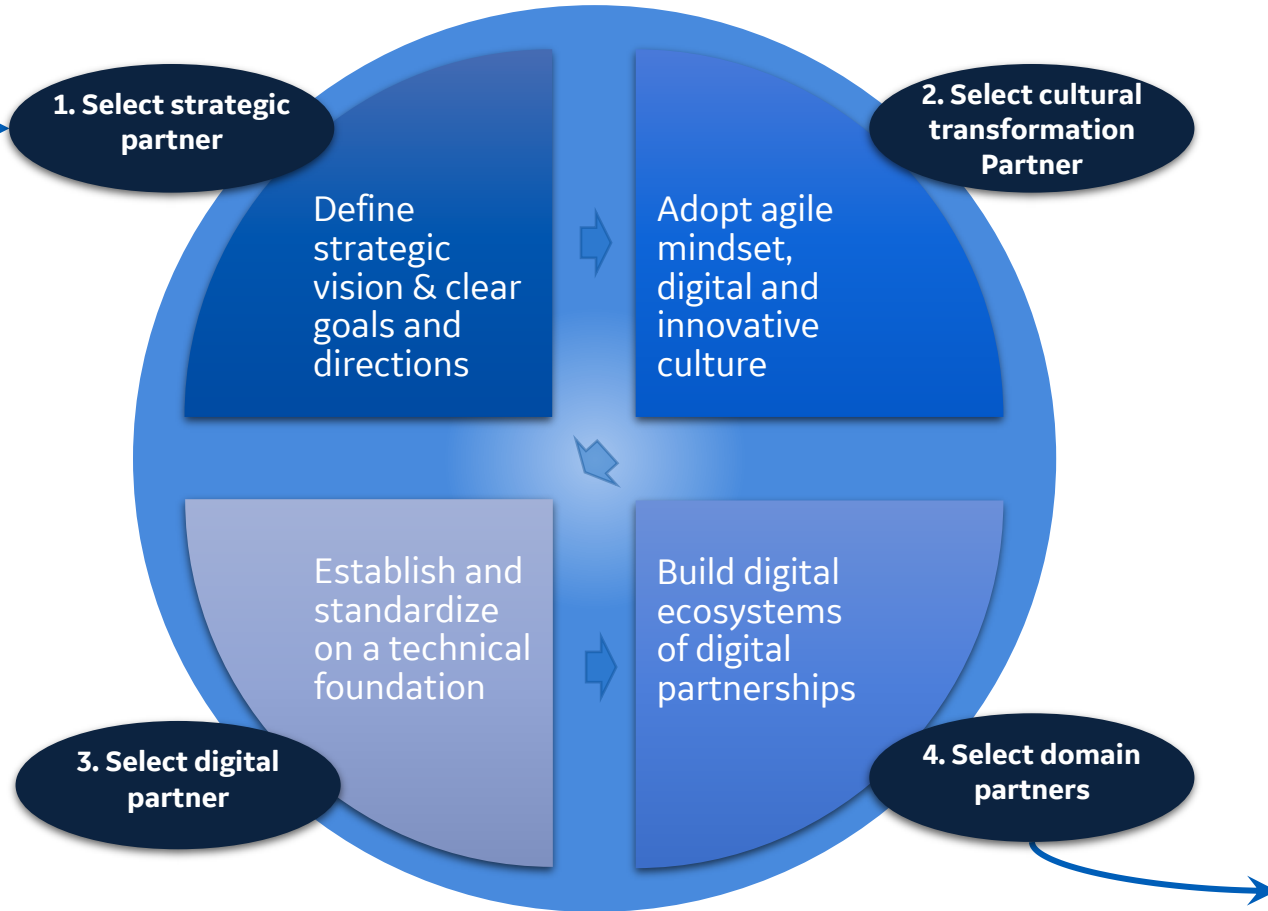 1. Select strategic
partner
2. Select cultural
transformation
Partner
Define
strategic
vision & clear
goals and
directions
Adopt agile
mindset,
digital and
innovative
culture
Establish and
standardize
on a technical
foundation
Build digital
ecosystems
of digital
partnerships
3. Select digital
partner
4. Select domain
partners